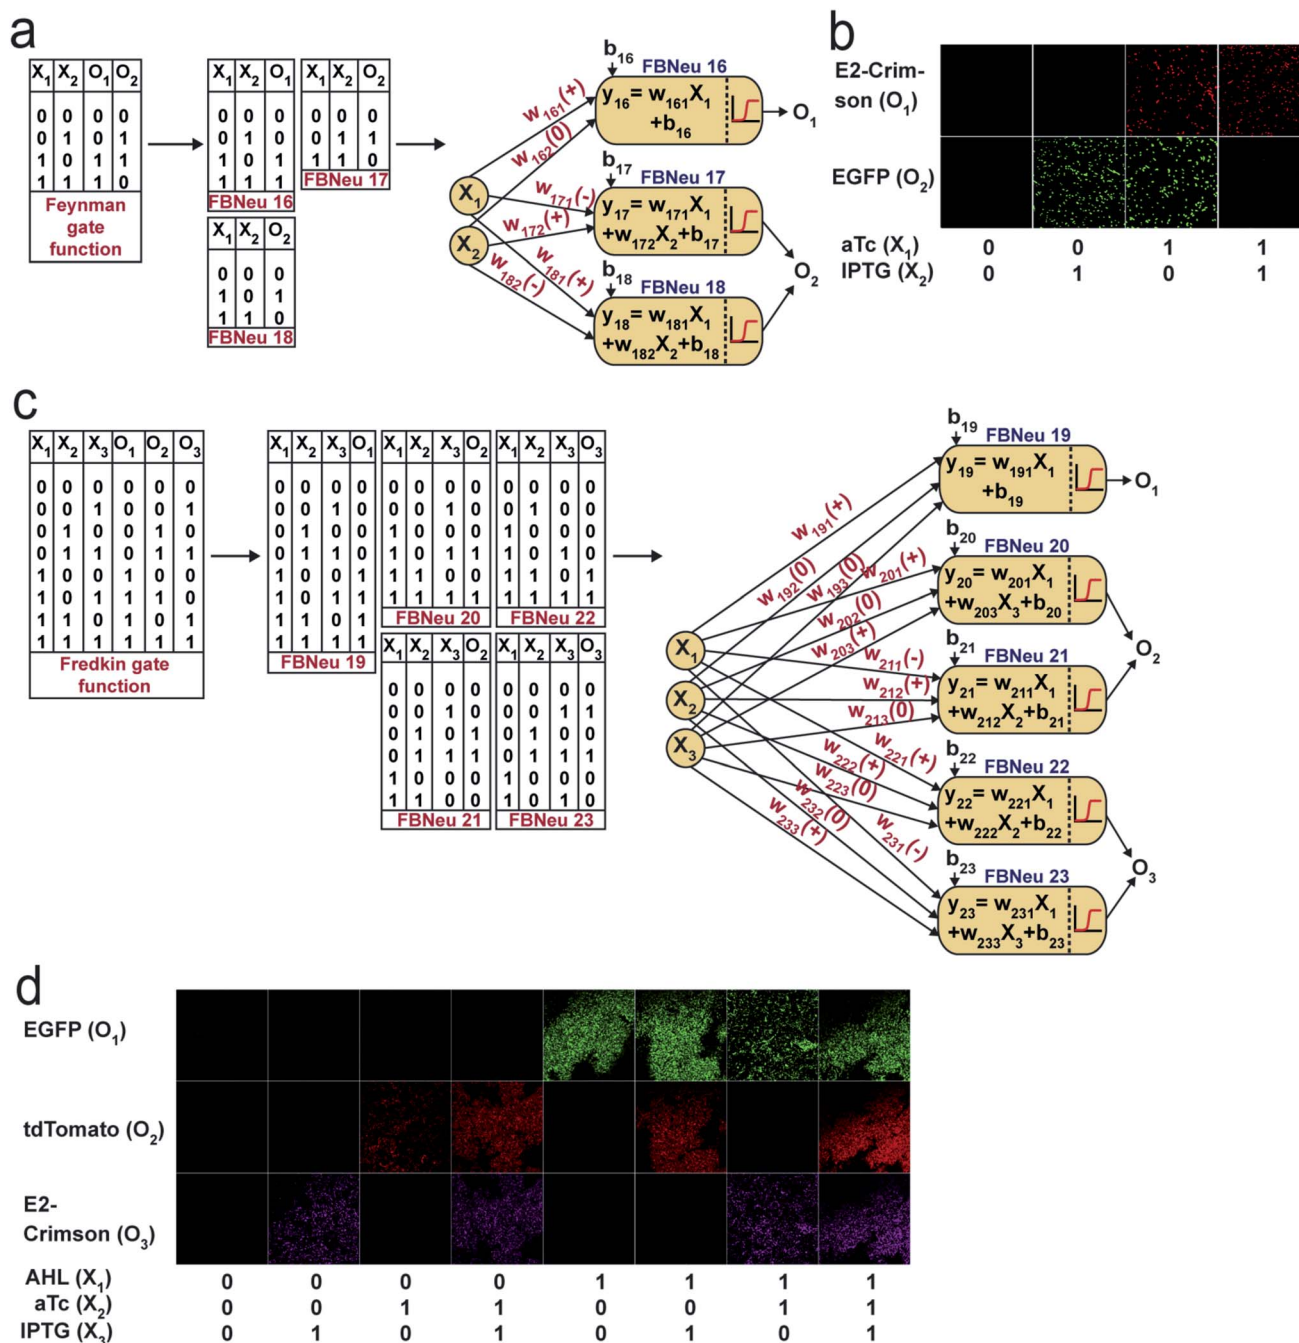 a
X₁ X₂ O₁ O₂
0 0 0 0
0 1 0 1
1 0 1 1
1 1 1 0
Feynman
gate
function
X₁ X₂ O₁
0 0 0
0 1 0
1 0 1
1 1 1
FBNeu 16
X₁ X₂ O₂
0 0 0
0 1 1
1 1 0
FBNeu 17
X₁ X₂ O₂
0 0 0
1 0 1
1 1 0
FBNeu 18
X₁
X₂
w₁₆₁(+)
w₁₆₂(0)
w₁₇₁(-)
w₁₇₂(+)
w₁₈₁(+)
w₁₈₂(-)
b₁₆
FBNeu 16
y₁₆= w₁₆₁X₁
+b₁₆
O₁
b₁₇
FBNeu 17
y₁₇= w₁₇₁X₁
+w₁₇₂X₂+b₁₇
b₁₈
FBNeu 18
y₁₈= w₁₈₁X₁
+w₁₈₂X₂+b₁₈
O₂
b
E2-Crim-
son (O₁)
EGFP (O₂)
aTc (X₁) 0 0 1 1
IPTG (X₂) 0 1 0 1
c
X₁ X₂ X₃ O₁ O₂ O₃
0 0 0 0 0 0
0 0 1 0 0 1
0 1 0 0 1 0
0 1 1 0 1 1
1 0 0 1 0 0
1 0 1 1 1 0
1 1 0 1 0 1
1 1 1 1 1 1
Fredkin gate
function
X₁ X₂ X₃ O₁
0 0 0 0
0 0 1 0
0 1 0 0
0 1 1 0
1 0 0 1
1 0 1 1
1 1 0 1
1 1 1 1
FBNeu 19
X₁ X₂ X₃ O₂
0 0 0 0
0 0 1 0
1 0 0 0
0 1 1 1
1 0 1 1
1 1 1 1
FBNeu 20
X₁ X₂ X₃ O₃
0 0 0 0
0 1 0 0
1 0 0 0
0 1 1 1
1 1 0 1
1 1 1 1
FBNeu 22
X₁ X₂ X₃ O₂
0 0 0 0
0 0 1 0
0 1 0 1
0 1 1 1
1 0 0 0
1 1 0 0
FBNeu 21
X₁ X₂ X₃ O₃
0 0 0 0
0 0 1 1
0 1 0 0
0 1 1 1
1 0 0 0
1 0 1 0
FBNeu 23
X₁
X₂
X₃
w₁₉₁(+)
w₁₉₂(0)
w₁₉₃(0)
w₂₀₁(+)
w₂₀₂(0)
w₂₀₃(+)
w₂₁₁(-)
w₂₁₂(+)
w₂₁₃(0)
w₂₂₁(+)
w₂₂₂(+)
w₂₂₃(0)
w₂₃₂(0)
w₂₃₃(+)
w₂₃₁(-)
b₁₉
FBNeu 19
y₁₉= w₁₉₁X₁
+b₁₉
O₁
b₂₀
FBNeu 20
y₂₀= w₂₀₁X₁
+w₂₀₃X₃+b₂₀
b₂₁
FBNeu 21
y₂₁= w₂₁₁X₁
+w₂₁₂X₂+b₂₁
O₂
b₂₂
FBNeu 22
y₂₂= w₂₂₁X₁
+w₂₂₂X₂+b₂₂
b₂₃
FBNeu 23
y₂₃= w₂₃₁X₁
+w₂₃₃X₃+b₂₃
O₃
d
EGFP (O₁)
tdTomato (O₂)
E2-
Crimson (O₃)
AHL (X₁) 0 0 0 0 1 1 1 1
aTc (X₂) 0 0 1 1 0 0 1 1
IPTG (X₃) 0 1 0 1 0 1 0 1